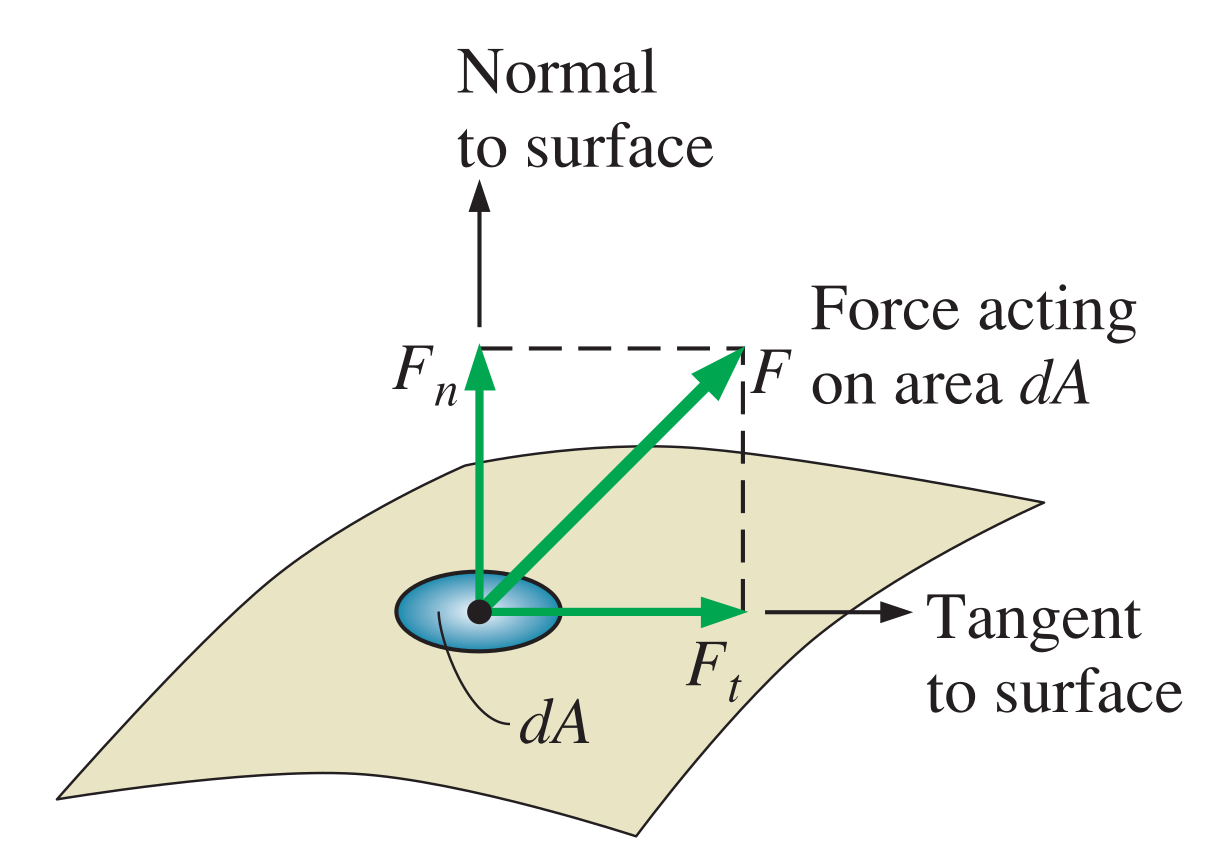 Normal
to surface
Force acting
on area dA
F_n
F
Tangent
to surface
F_t
dA